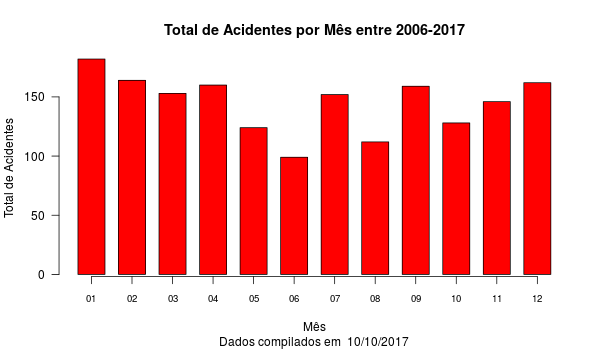 Total de Acidentes por Mês entre 2006-2017
Total de Acidentes
150
100
50
0
01 02 03 04 05 06 07 08 09 10 11 12
Mês
Dados compilados em  10/10/2017